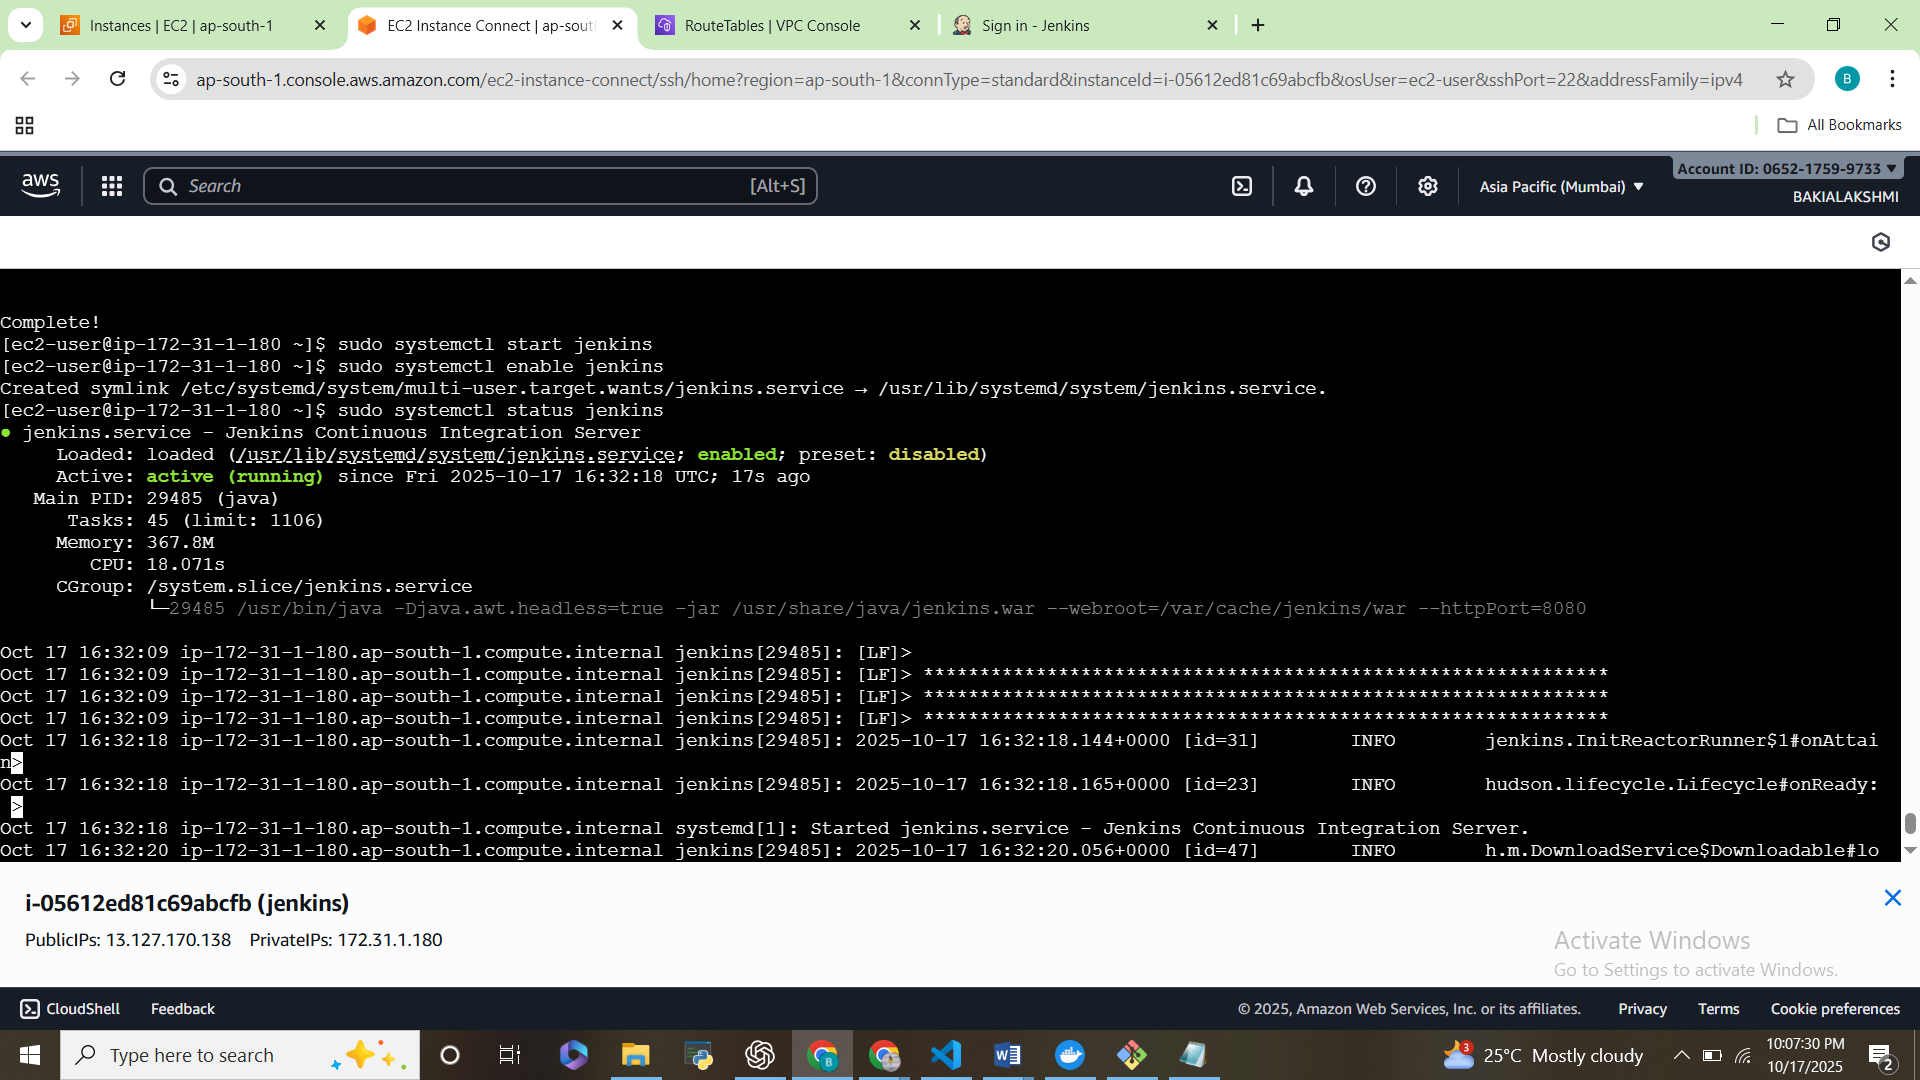 Instances | EC2 | ap-south-1
EC2 Instance Connect | ap-sout
RouteTables | VPC Console
Sign in - Jenkins
ap-south-1.console.aws.amazon.com/ec2-instance-connect/ssh/home?region=ap-south-1&connType=standard&instanceId=i-05612ed81c69abcfb&osUser=ec2-user&sshPort=22&addressFamily=ipv4
B
All Bookmarks
aws
Search
[Alt+S]
Asia Pacific (Mumbai)
Account ID: 0652-1759-9733
BAKIALAKSHMI
Complete!
[ec2-user@ip-172-31-1-180 ~]$ sudo systemctl start jenkins
[ec2-user@ip-172-31-1-180 ~]$ sudo systemctl enable jenkins
Created symlink /etc/systemd/system/multi-user.target.wants/jenkins.service → /usr/lib/systemd/system/jenkins.service.
[ec2-user@ip-172-31-1-180 ~]$ sudo systemctl status jenkins
● jenkins.service - Jenkins Continuous Integration Server
Loaded: loaded (/usr/lib/systemd/system/jenkins.service; enabled; preset: disabled)
Active: active (running) since Fri 2025-10-17 16:32:18 UTC; 17s ago
Main PID: 29485 (java)
Tasks: 45 (limit: 1106)
Memory: 367.8M
CPU: 18.071s
CGroup: /system.slice/jenkins.service
└─29485 /usr/bin/java -Djava.awt.headless=true -jar /usr/share/java/jenkins.war --webroot=/var/cache/jenkins/war --httpPort=8080
Oct 17 16:32:09 ip-172-31-1-180.ap-south-1.compute.internal jenkins[29485]: [LF]>
Oct 17 16:32:09 ip-172-31-1-180.ap-south-1.compute.internal jenkins[29485]: [LF]> *************************************************************
Oct 17 16:32:09 ip-172-31-1-180.ap-south-1.compute.internal jenkins[29485]: [LF]> *************************************************************
Oct 17 16:32:09 ip-172-31-1-180.ap-south-1.compute.internal jenkins[29485]: [LF]> *************************************************************
Oct 17 16:32:18 ip-172-31-1-180.ap-south-1.compute.internal jenkins[29485]: 2025-10-17 16:32:18.144+0000 [id=31] INFO jenkins.InitReactorRunner$1#onAttai
n>
Oct 17 16:32:18 ip-172-31-1-180.ap-south-1.compute.internal jenkins[29485]: 2025-10-17 16:32:18.165+0000 [id=23] INFO hudson.lifecycle.Lifecycle#onReady:
>
Oct 17 16:32:18 ip-172-31-1-180.ap-south-1.compute.internal systemd[1]: Started jenkins.service - Jenkins Continuous Integration Server.
Oct 17 16:32:20 ip-172-31-1-180.ap-south-1.compute.internal jenkins[29485]: 2025-10-17 16:32:20.056+0000 [id=47] INFO h.m.DownloadService$Downloadable#lo
i-05612ed81c69abcfb (jenkins)
PublicIPs: 13.127.170.138 PrivateIPs: 172.31.1.180
Activate Windows
Go to Settings to activate Windows.
CloudShell
Feedback
© 2025, Amazon Web Services, Inc. or its affiliates.
Privacy
Terms
Cookie preferences
Type here to search
B
3
25°C Mostly cloudy
10:07:30 PM
10/17/2025
2